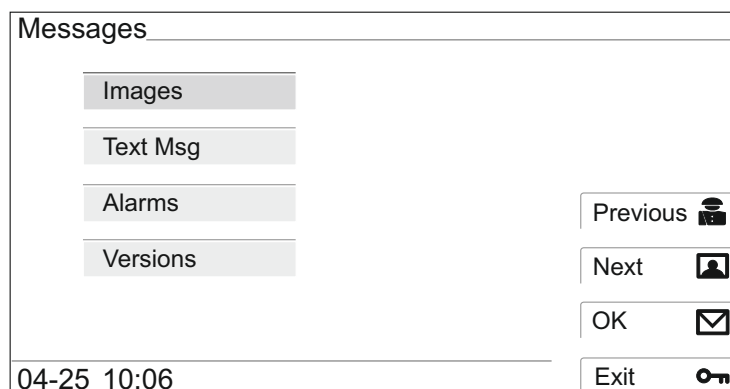 Messages
Images
Text Msg
Alarms
Versions
Previous
Next
OK
Exit
04-25 10:06